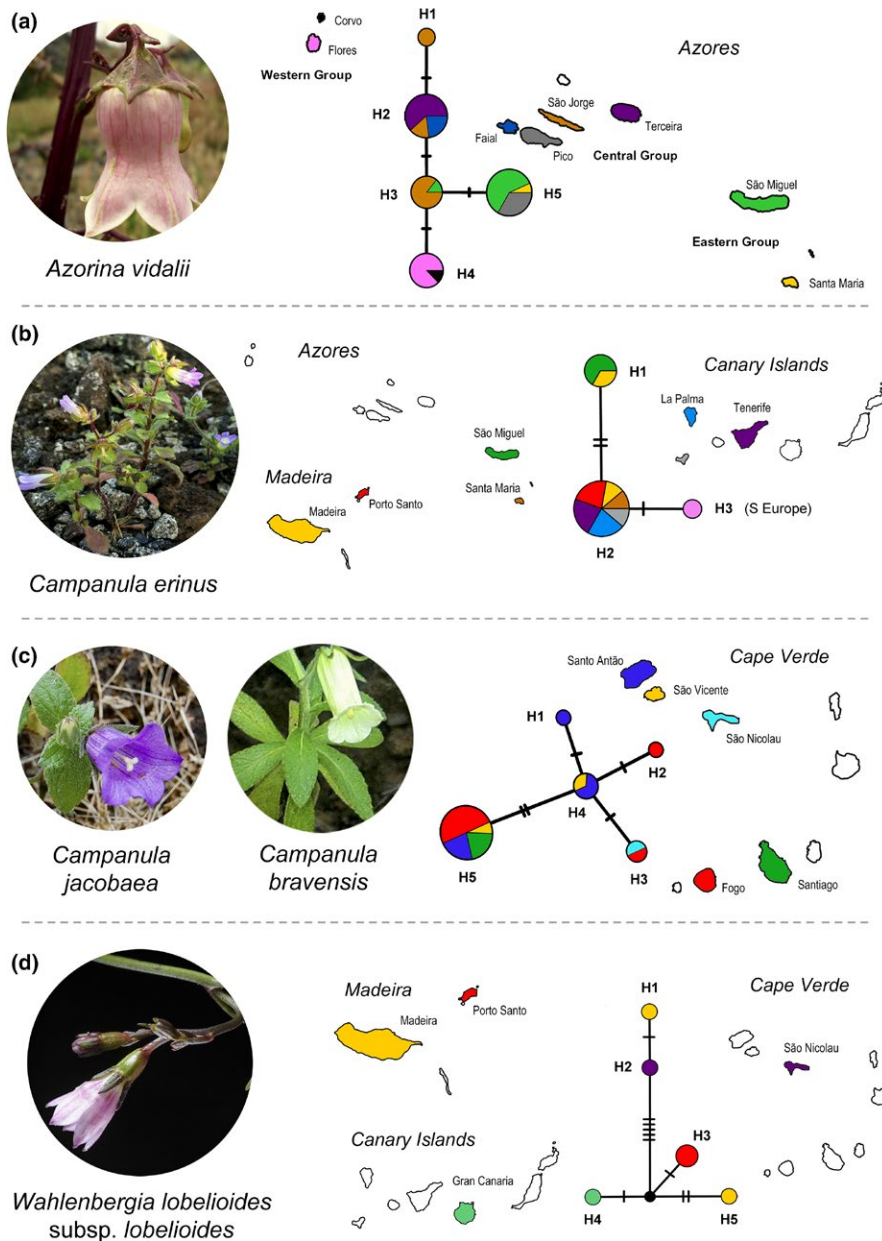 (a)
Corvo
Flores
Western Group
H1
Azores
H2
São Jorge
Faial
Pico
Terceira
Central Group
H3
H5
São Miguel
Eastern Group
H4
Santa Maria
Azorina vidalii
(b)
Azores
H1
Canary Islands
La Palma
Tenerife
São Miguel
Madeira
Porto Santo
Santa Maria
Madeira
H3 (S Europe)
H2
Campanula erinus
(c)
Santo Antão
Cape Verde
São Vicente
São Nicolau
H1
H2
H4
H3
H5
Fogo
Santiago
Campanula
jacobaea
Campanula
bravensis
(d)
Madeira
Porto Santo
Madeira
H1
Cape Verde
H2
São Nicolau
H3
Canary Islands
Gran Canaria
H4
H5
Wahlenbergia lobelioides
subsp. lobelioides